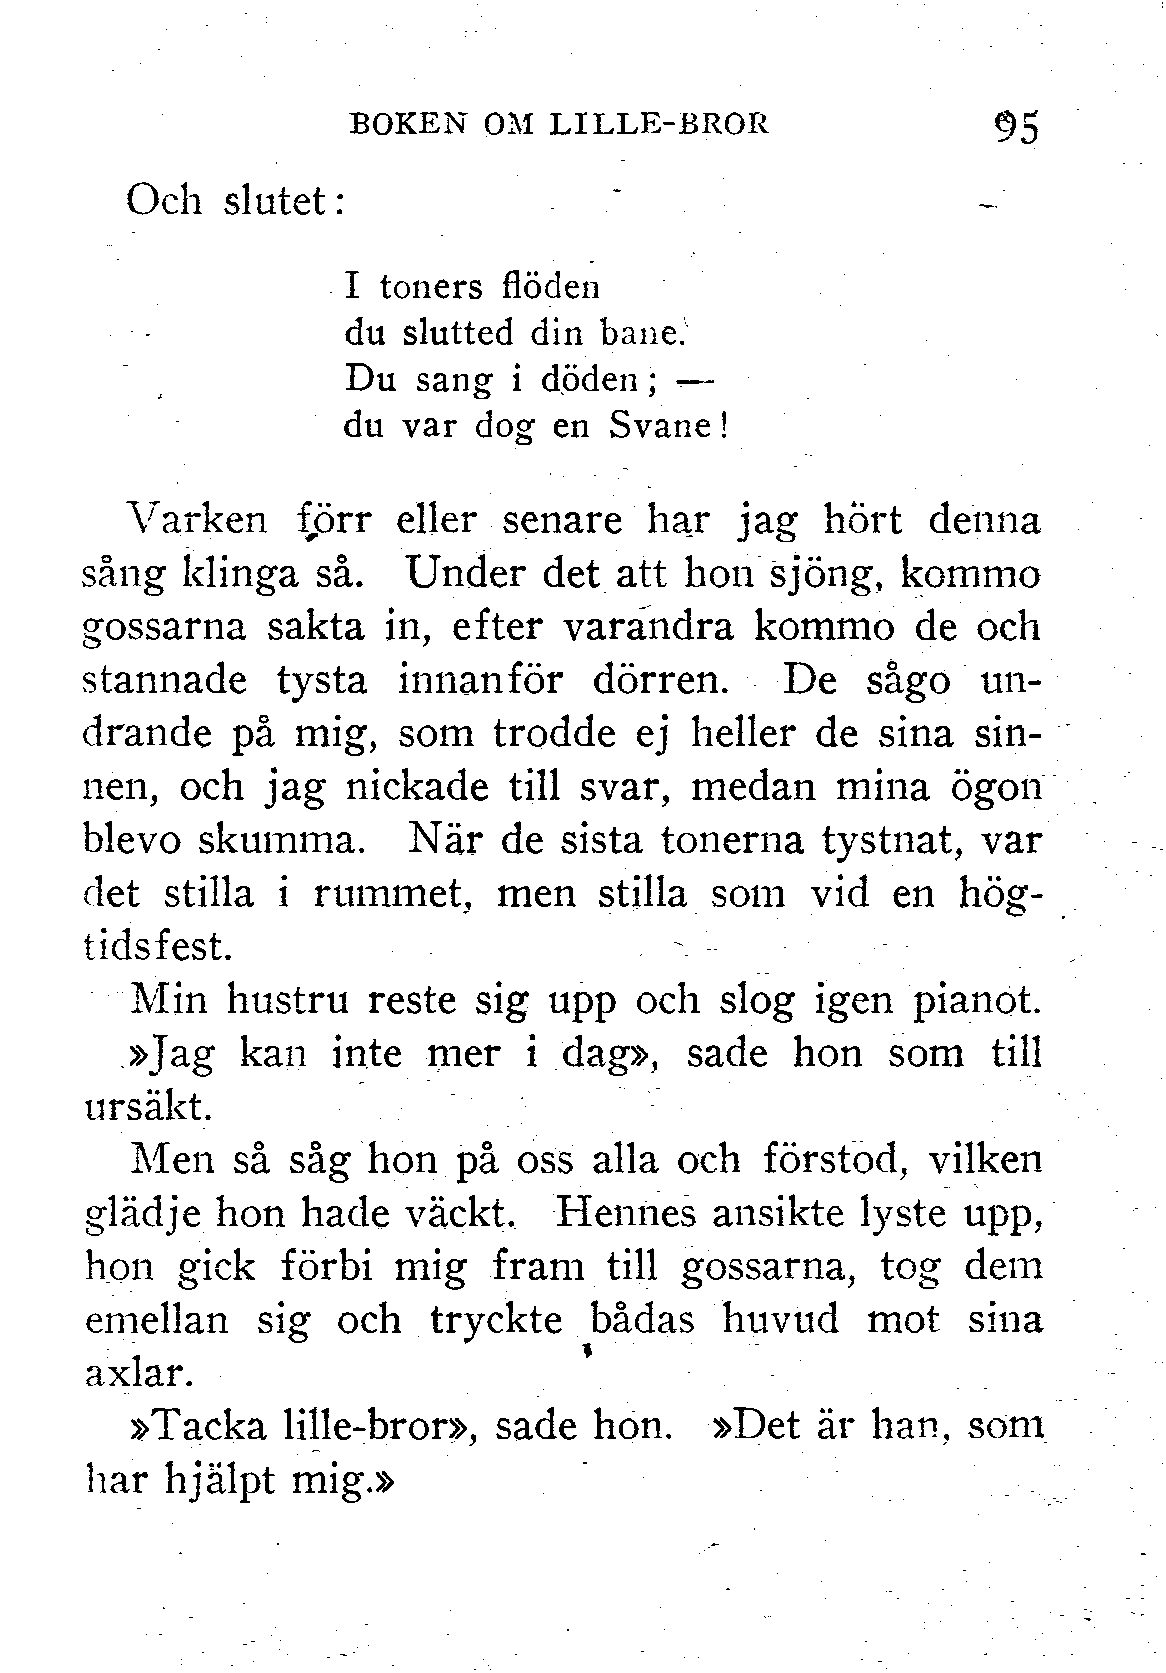 BOKEN OM LILLE-BROR 95
Och slutet:
I toners flöden
du slutted din bane.
Du sang i döden; —
du var dog en Svane!
Varken förr eller senare har jag hört denna
sång klinga så. Under det att hon sjöng, kommo
gossarna sakta in, efter varandra kommo de och
stannade tysta innanför dörren. De sågo un-
drande på mig, som trodde ej heller de sina sin-
nen, och jag nickade till svar, medan mina ögon
blevo skumma. När de sista tonerna tystnat, var
det stilla i rummet, men stilla som vid en hög-
tidsfest.
Min hustru reste sig upp och slog igen pianot.
»Jag kan inte mer i dag», sade hon som till
ursäkt.
Men så såg hon på oss alla och förstod, vilken
glädje hon hade väckt. Hennes ansikte lyste upp,
hon gick förbi mig fram till gossarna, tog dem
emellan sig och tryckte bådas huvud mot sina
axlar.
»Tacka lille-bror», sade hon. »Det är han, som
har hjälpt mig.»